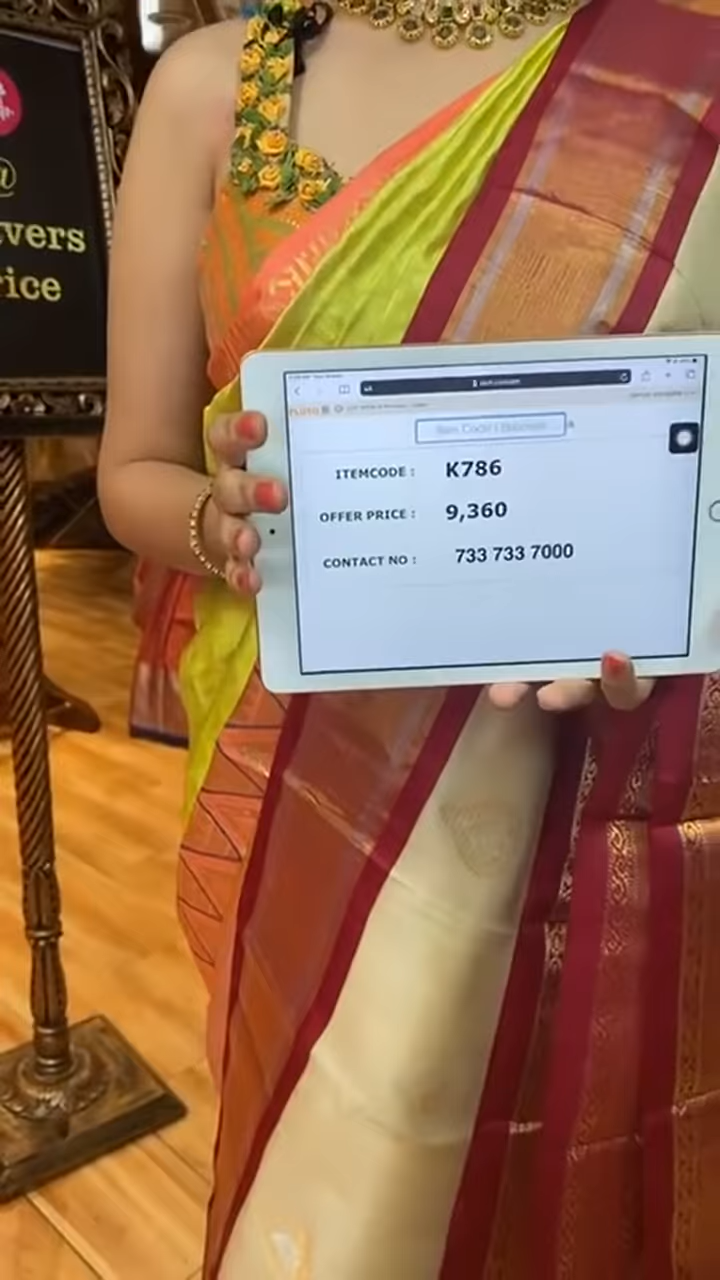 @
vers
rice
ITEMCODE : K786
OFFER PRICE : 9,360
CONTACT NO : 733 733 7000